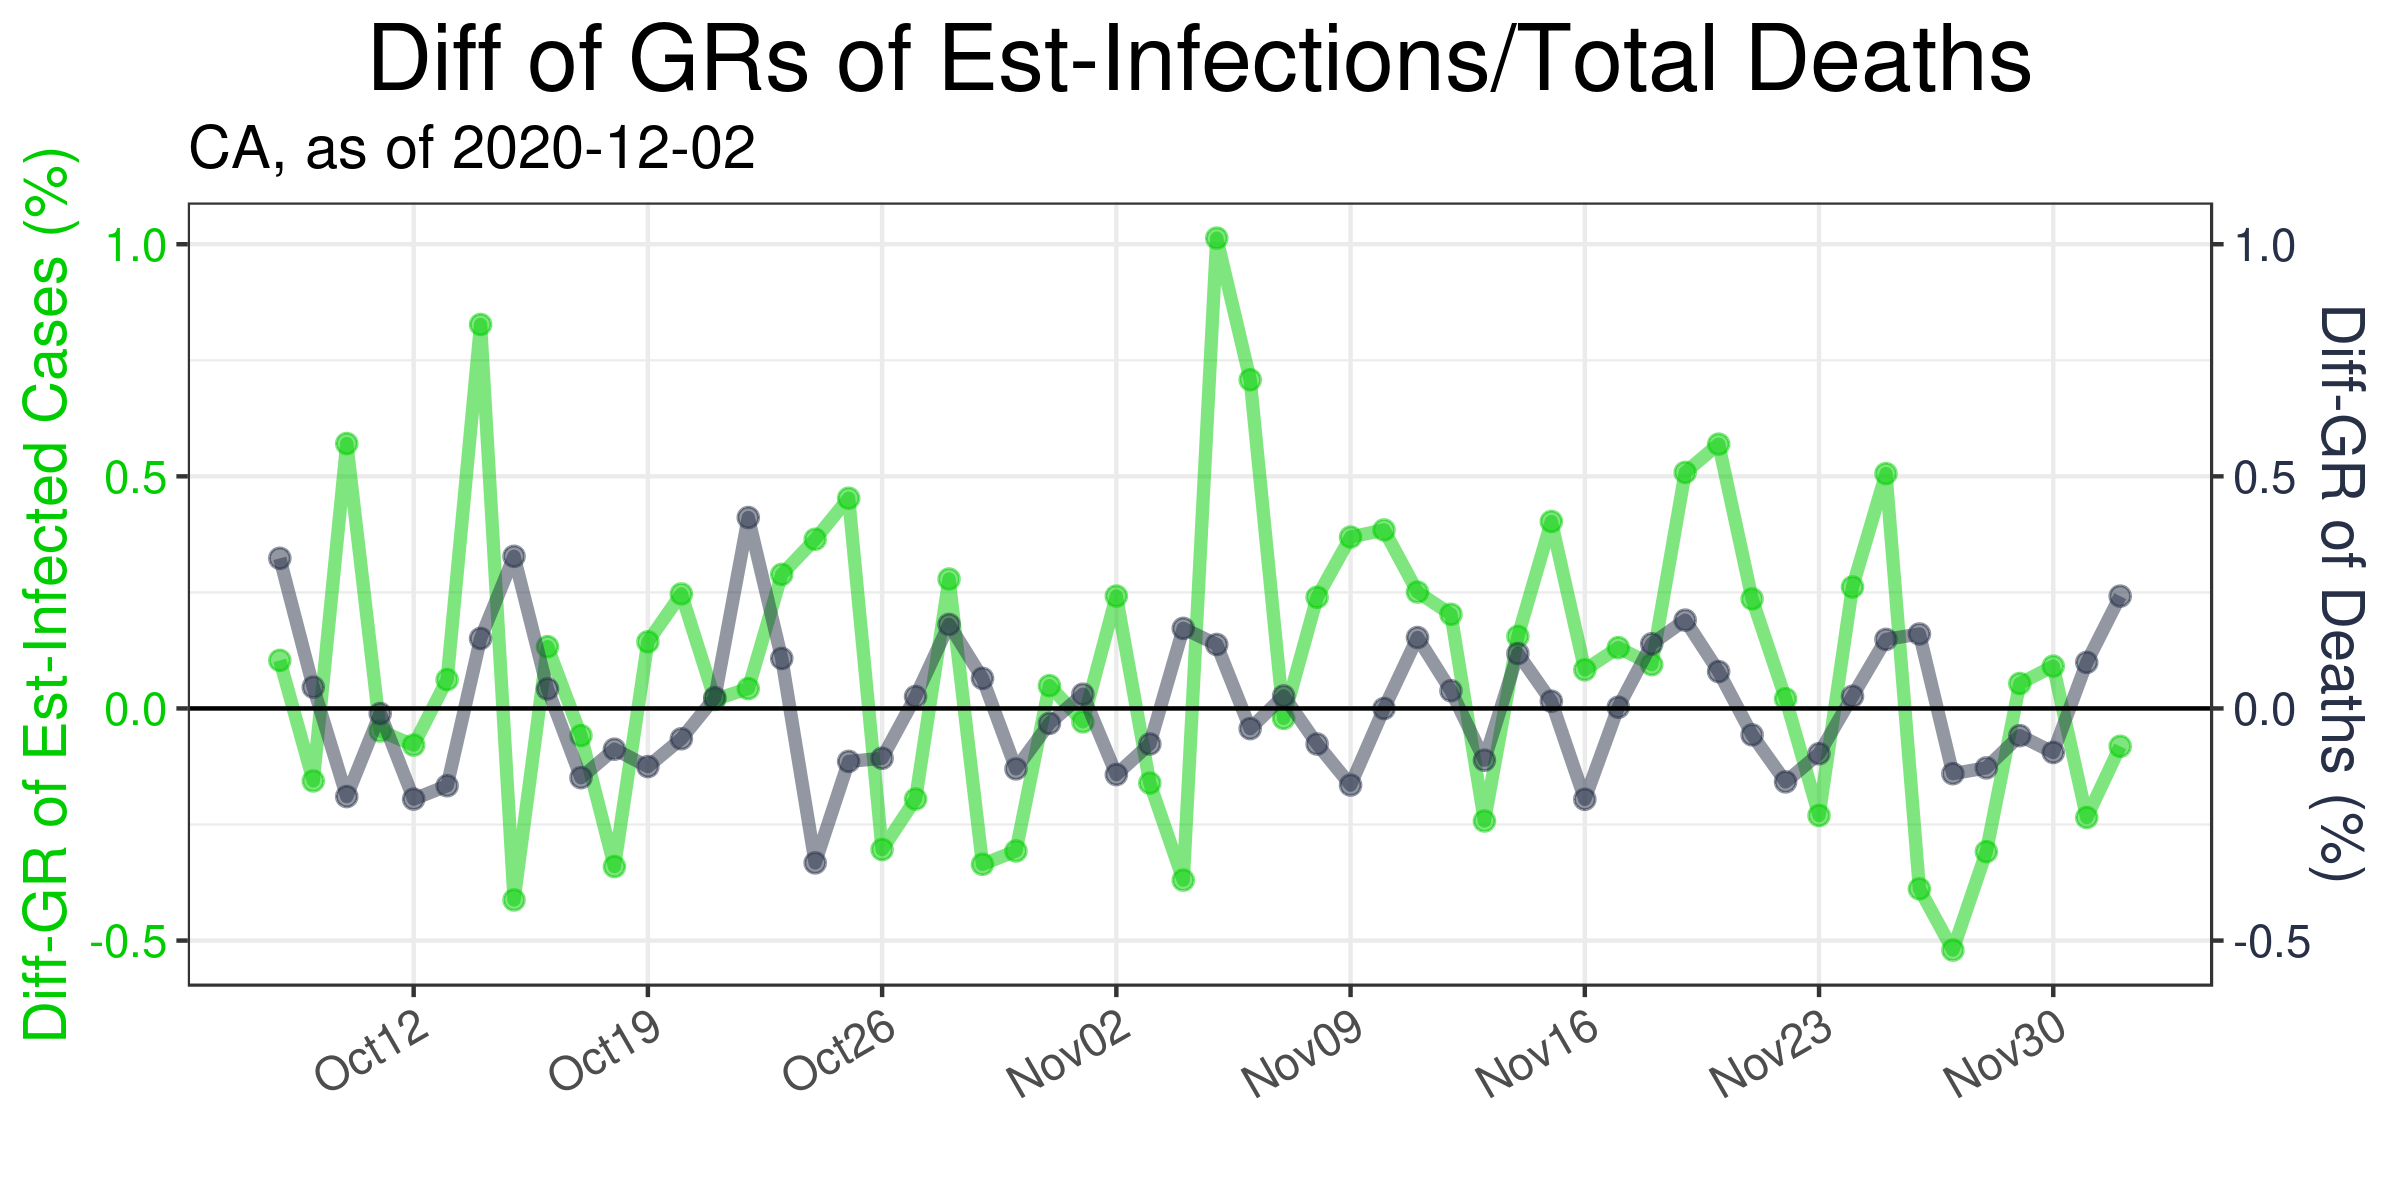 Diff of GRs of Est-Infections/Total Deaths
CA, as of 2020-12-02
Diff-GR of Est-Infected Cases (%)
1.0
0.5
0.0
-0.5
1.0
0.5
0.0
-0.5
Diff-GR of Deaths (%)
Oct12
Oct19
Oct26
Nov02
Nov09
Nov16
Nov23
Nov30